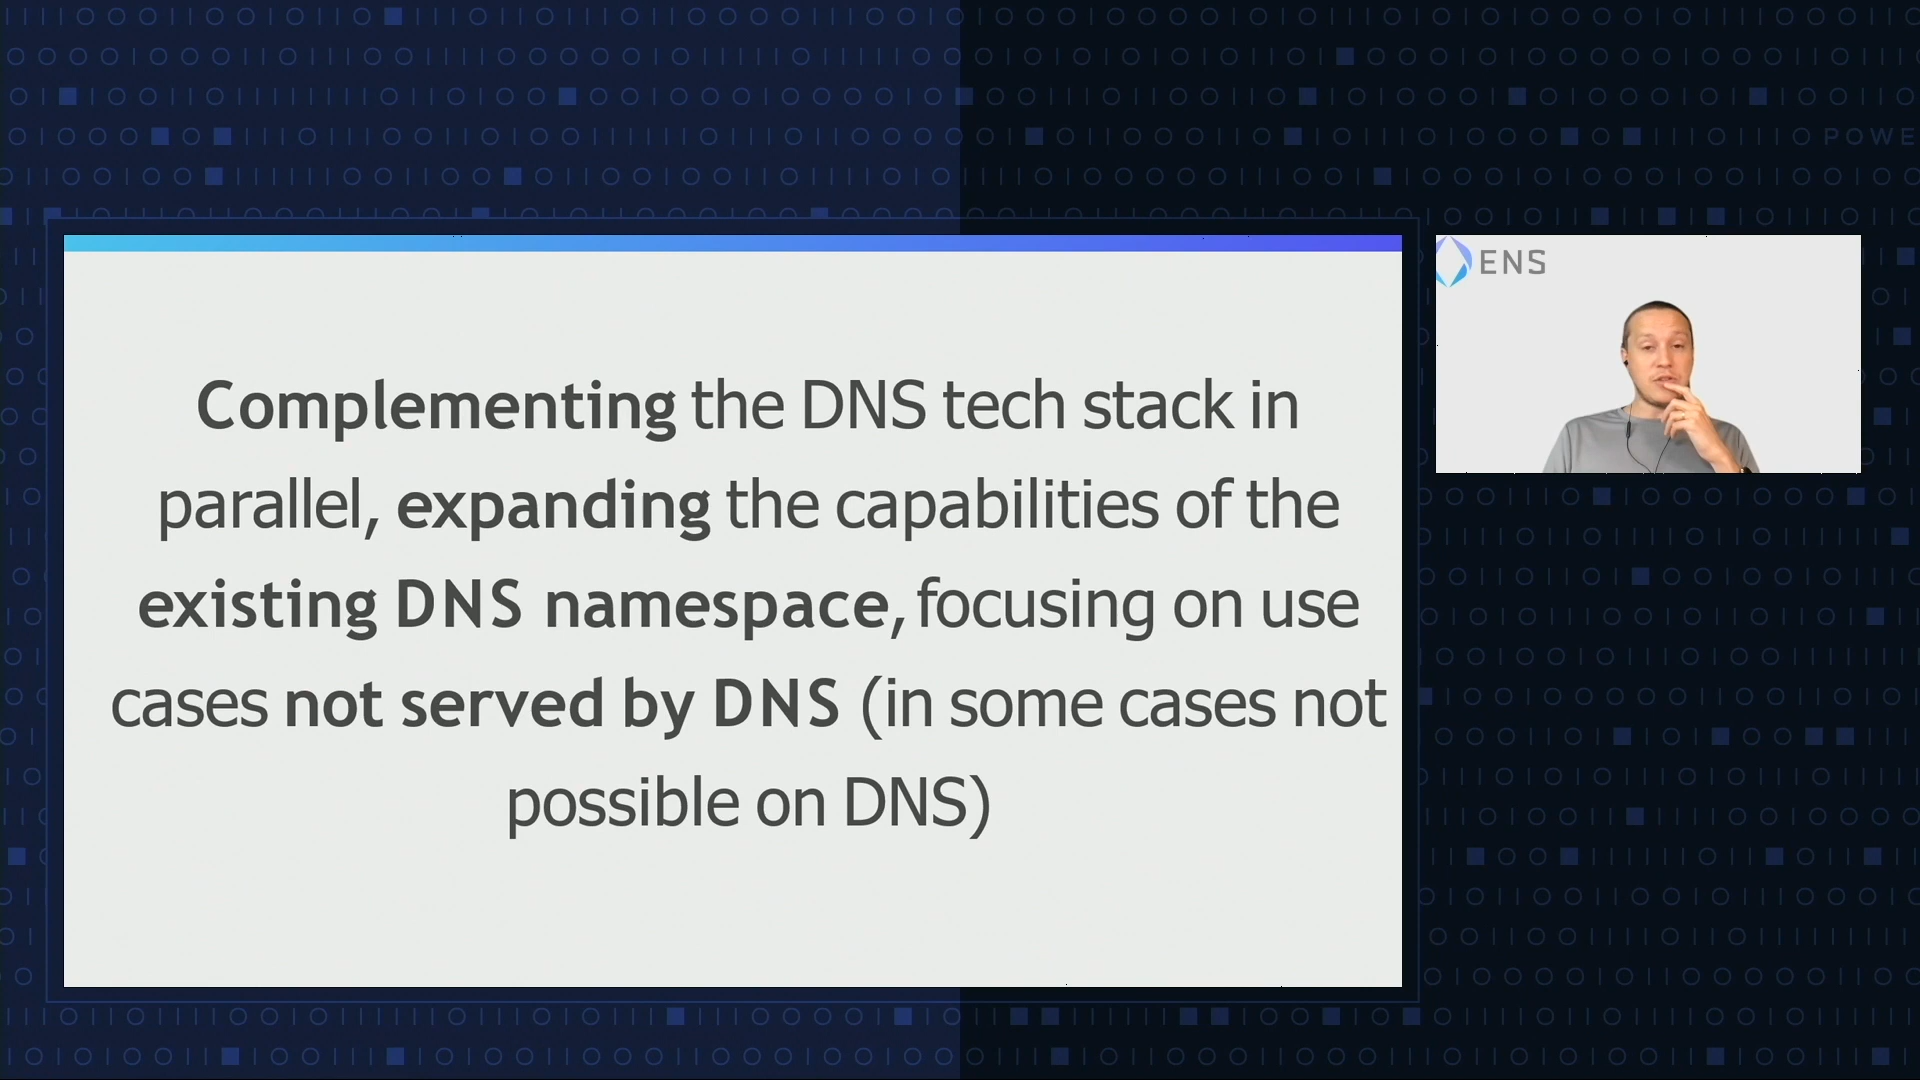 POWE
ENS
Complementing the DNS tech stack in
parallel, expanding the capabilities of the
existing DNS namespace, focusing on use
cases not served by DNS (in some cases not
possible on DNS)